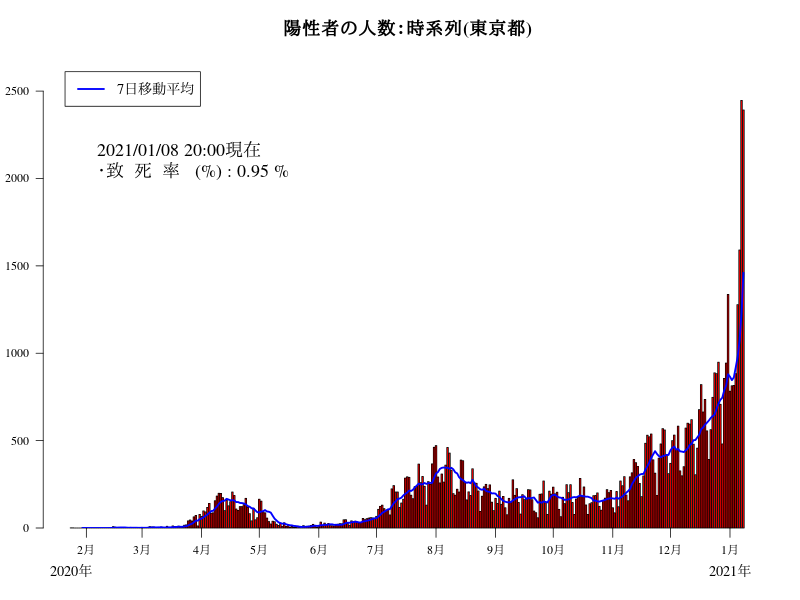 陽性者の人数：時系列(東京都)
7日移動平均
2021/01/08 20:00現在
・致 死 率 (%) : 0.95 %
2500
2000
1500
1000
500
0
2月 3月 4月 5月 6月 7月 8月 9月 10月 11月 12月 1月
2020年 2021年